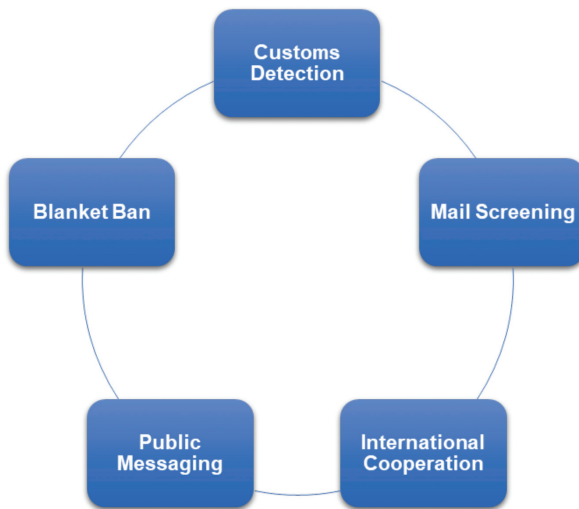 Customs
Detection
Blanket Ban
Mail Screening
Public
Messaging
International
Cooperation